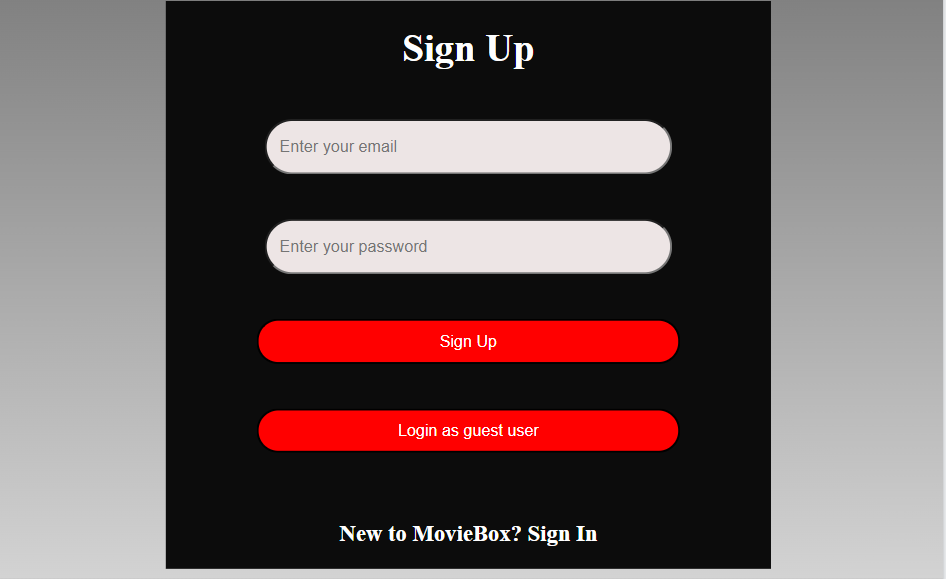 Sign Up
Enter your email
Enter your password
Sign Up
Login as guest user
New to MovieBox? Sign In